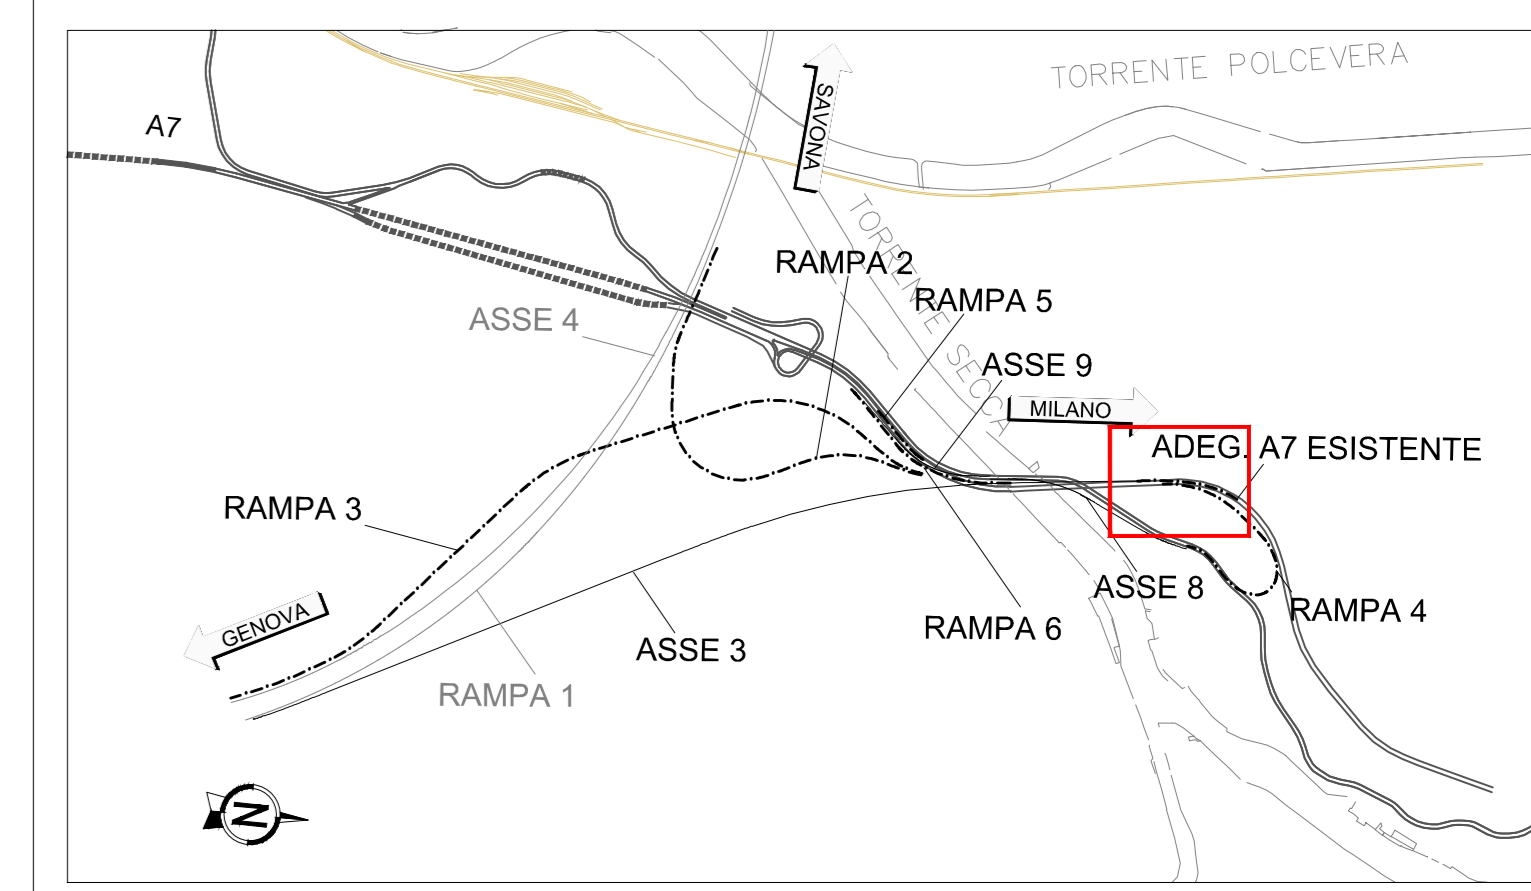 TORRENTE POLCEVERA
SAVONA
A7
TORRENTE SECCA
RAMPA 2
RAMPA 5
ASSE 4
ASSE 9
MILANO
ADEG. A7 ESISTENTE
RAMPA 3
ASSE 8
GENOVA
RAMPA 4
RAMPA 6
ASSE 3
RAMPA 1
N